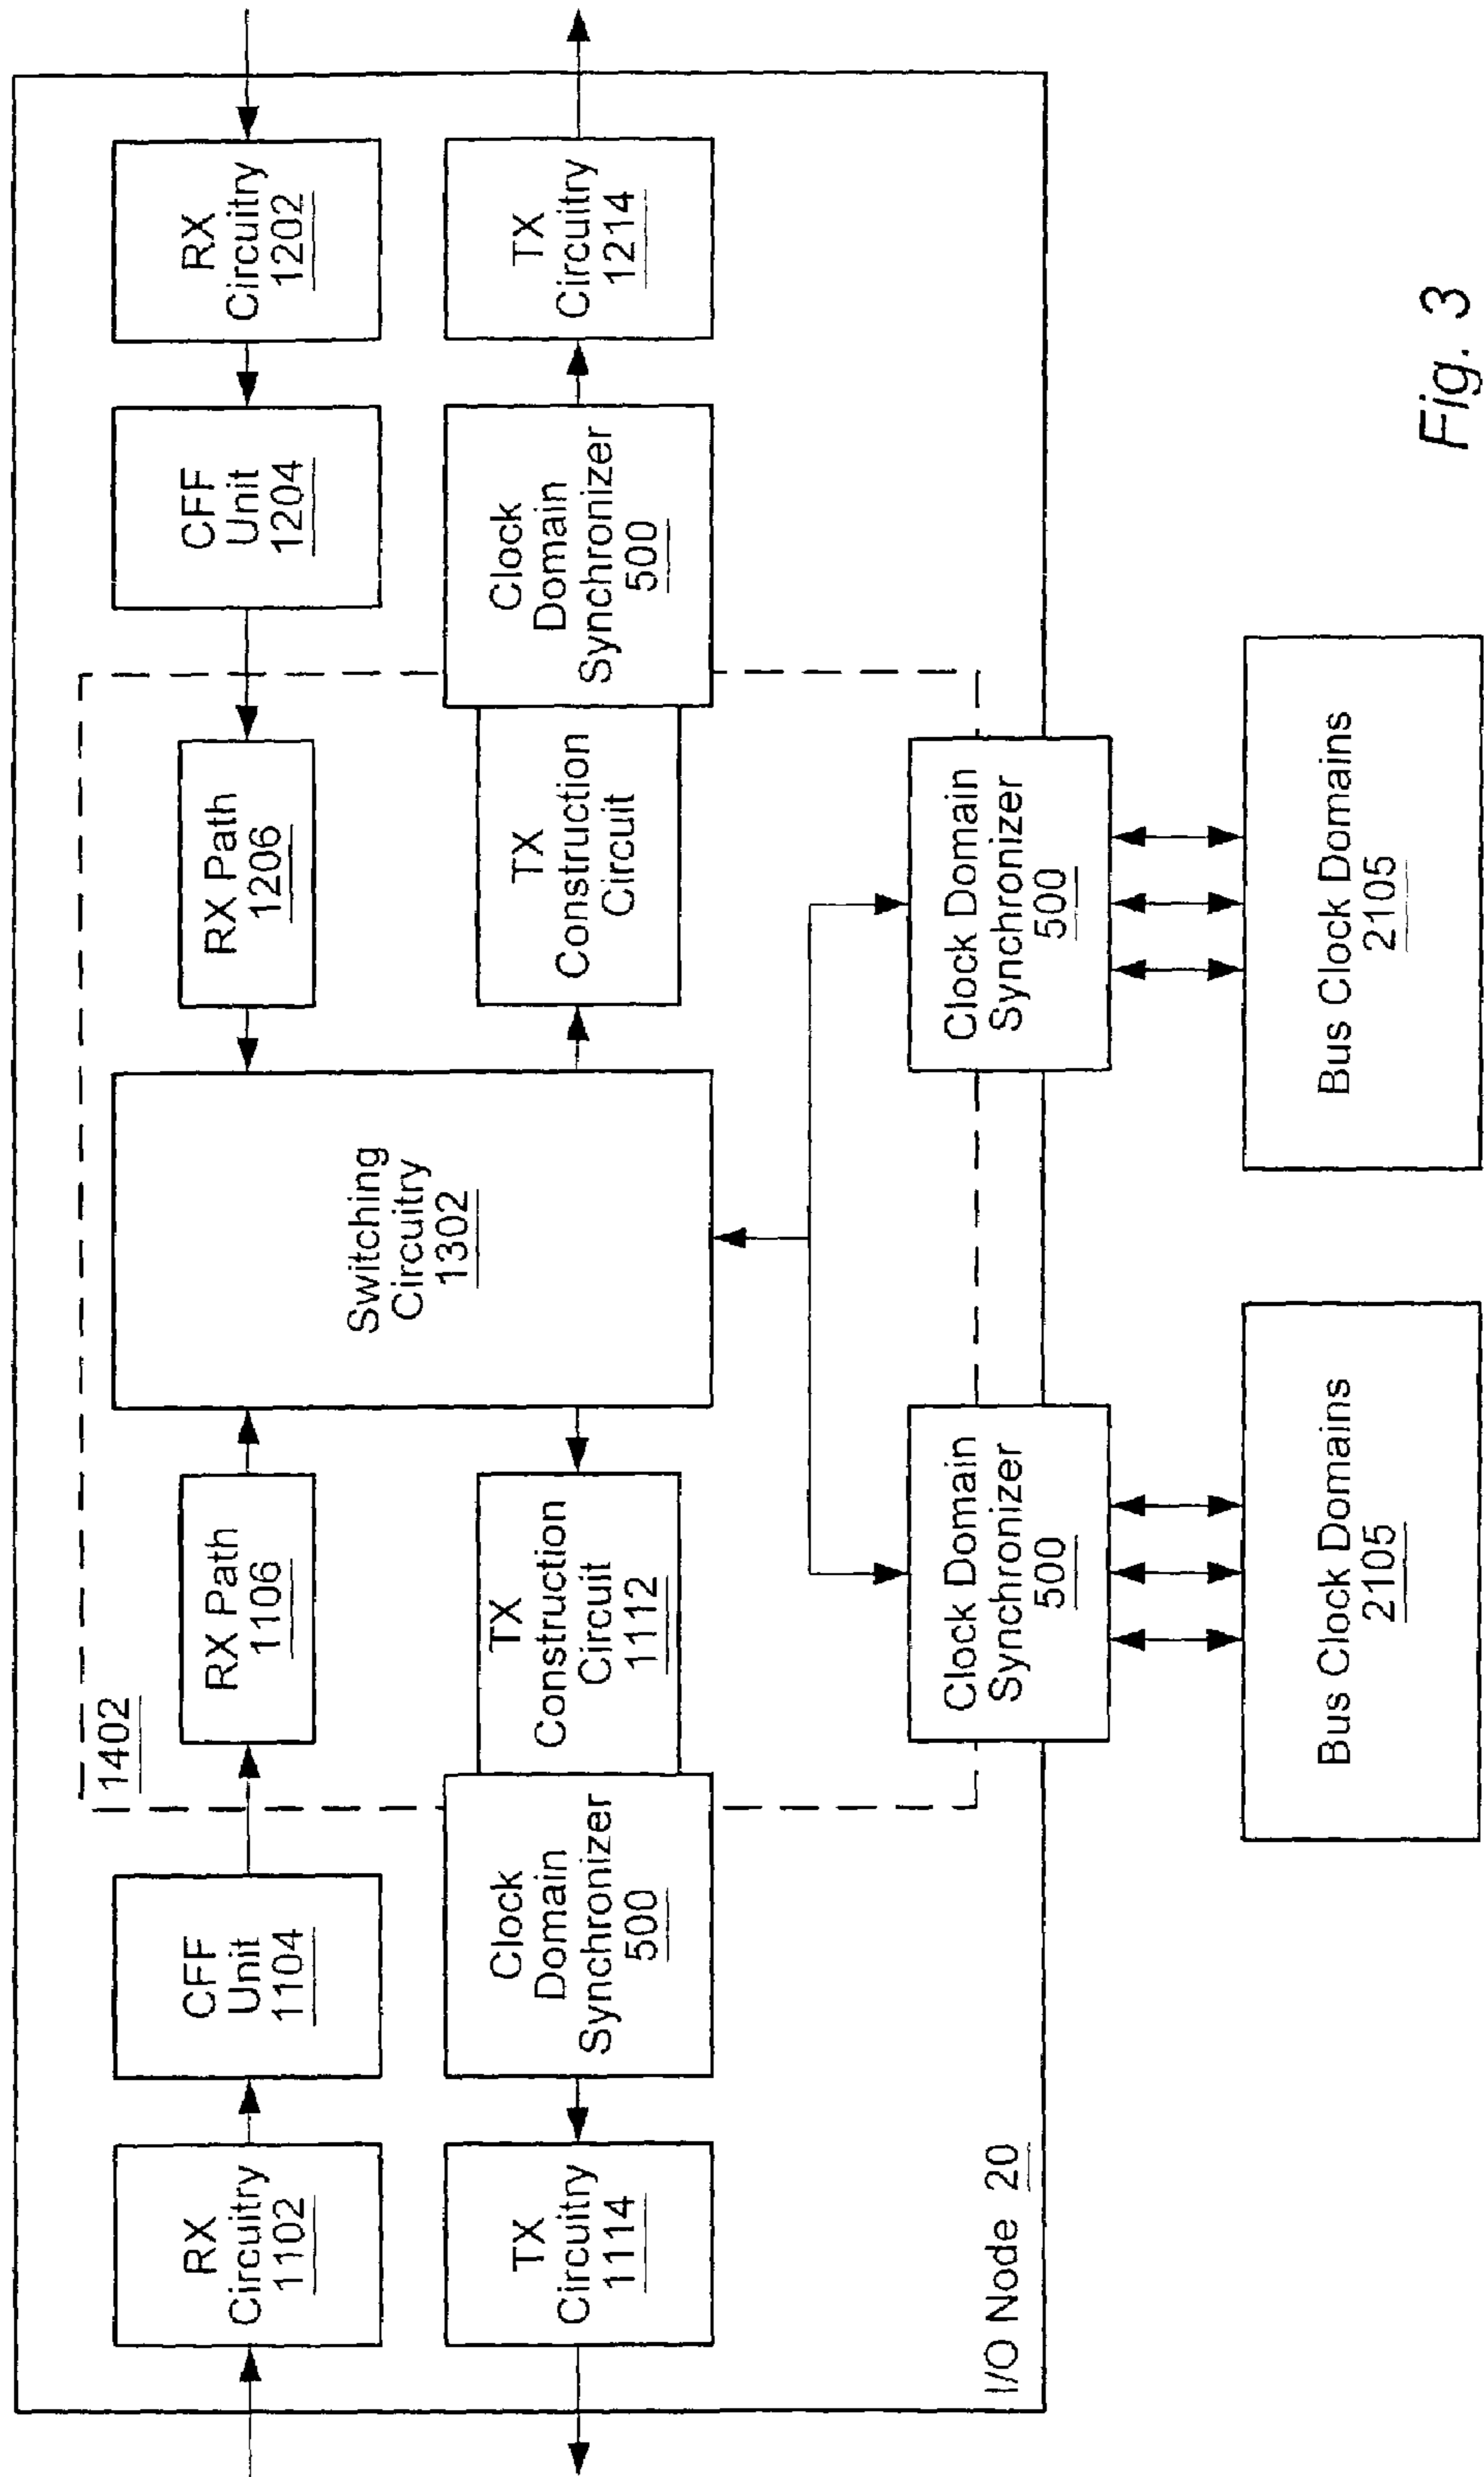 RX
Circuitry
1102
CFF
Unit
1104
1402
RX Path
1106
Switching
Circuitry
1302
RX Path
1206
CFF
Unit
1204
RX
Circuitry
1202
TX
Circuitry
1114
Clock
Domain
Synchronizer
500
TX
Construction
Circuit
1112
TX
Construction
Circuit
Clock
Domain
Synchronizer
500
TX
Circuitry
1214
I/O Node 20
Clock Domain
Synchronizer
500
Clock Domain
Synchronizer
500
Bus Clock Domains
2105
Bus Clock Domains
2105
Fig. 3